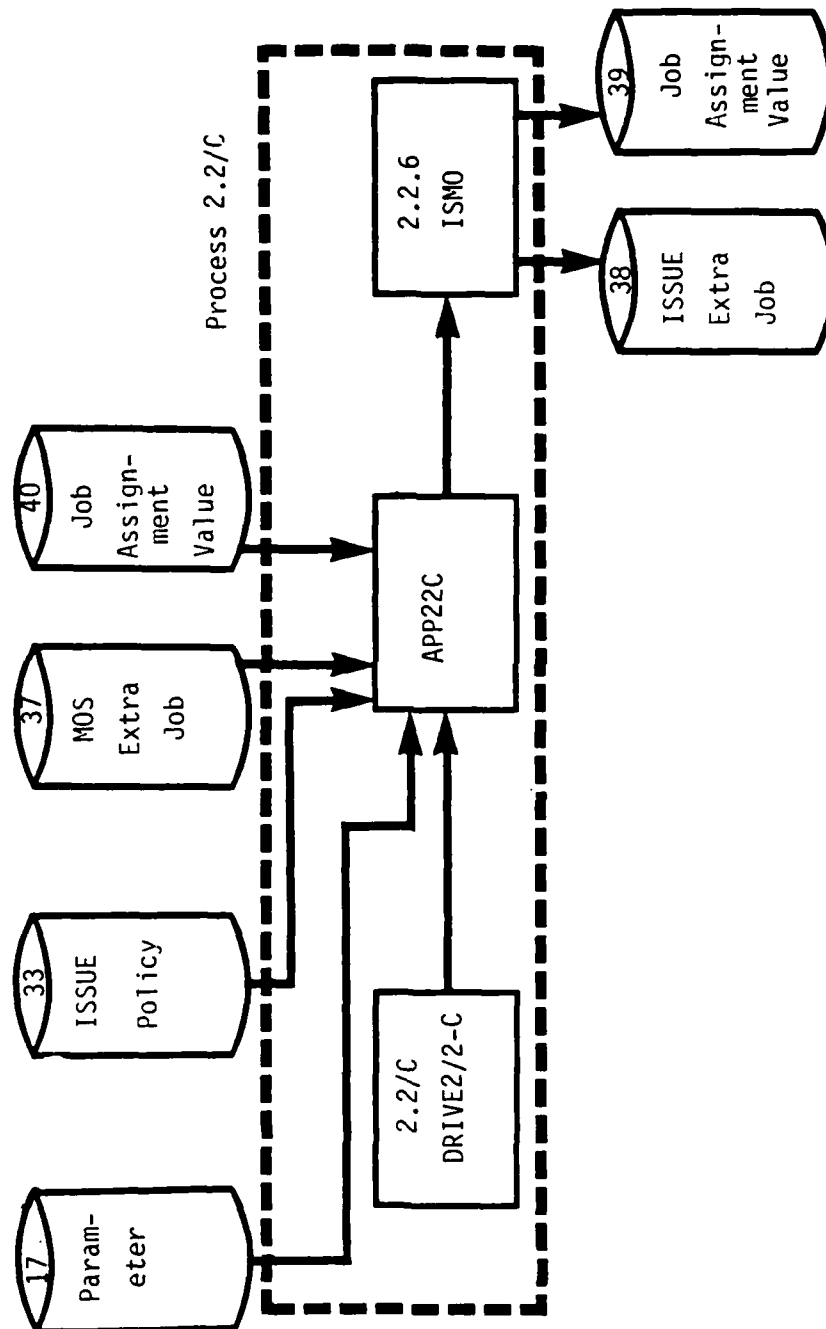 17
Param-
eter
33
ISSUE
Policy
37
MOS
Extra
Job
40
Job
Assign-
ment
Value
Process 2.2/C
2.2/C
DRIVE2/2-C
APP22C
2.2.6
ISMO
38
ISSUE
Extra
Job
39
Job
Assign-
ment
Value